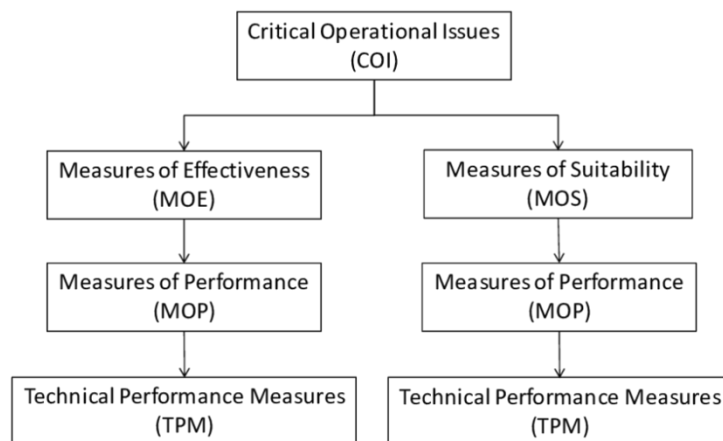 Critical Operational Issues
(COI)
Measures of Effectiveness
(MOE)
Measures of Suitability
(MOS)
Measures of Performance
(MOP)
Measures of Performance
(MOP)
Technical Performance Measures
(TPM)
Technical Performance Measures
(TPM)